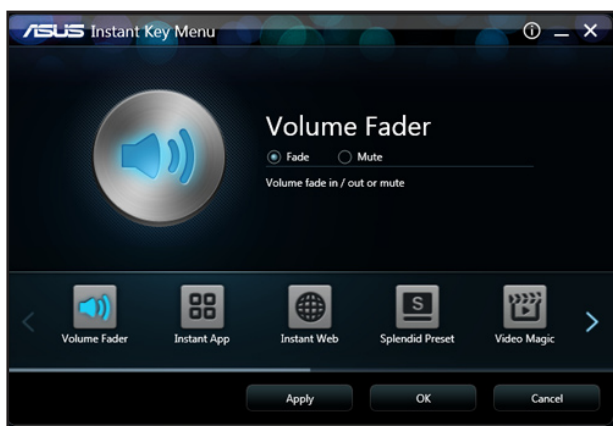 ASUS Instant Key Menu
Volume Fader
Fade Mute
Volume fade in / out or mute
S
Volume Fader Instant App Instant Web Splendid Preset Video Magic
Apply OK Cancel